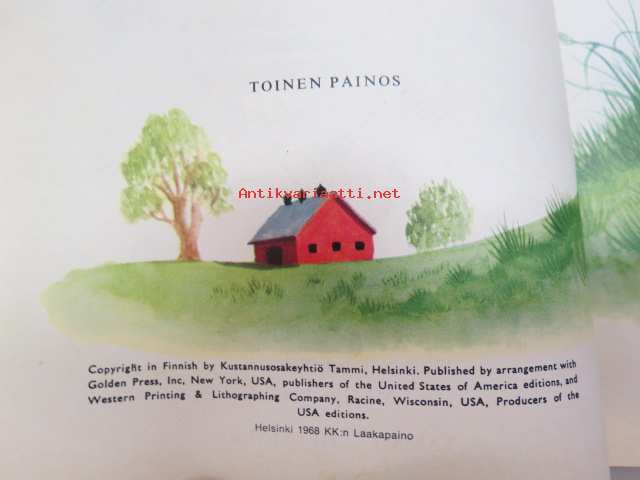 TOINEN PAINOS
Antikvariaatti.net
Copyright in Finnish by Kustannusosakeyhtiö Tammi, Helsinki. Published by arrangement with
Golden Press, Inc, New York, USA, publishers of the United States of America editions, and
Western Printing & Lithographing Company, Racine, Wisconsin, USA, Producers of the
USA editions.
Helsinki 1968 KK:n Laakapaino